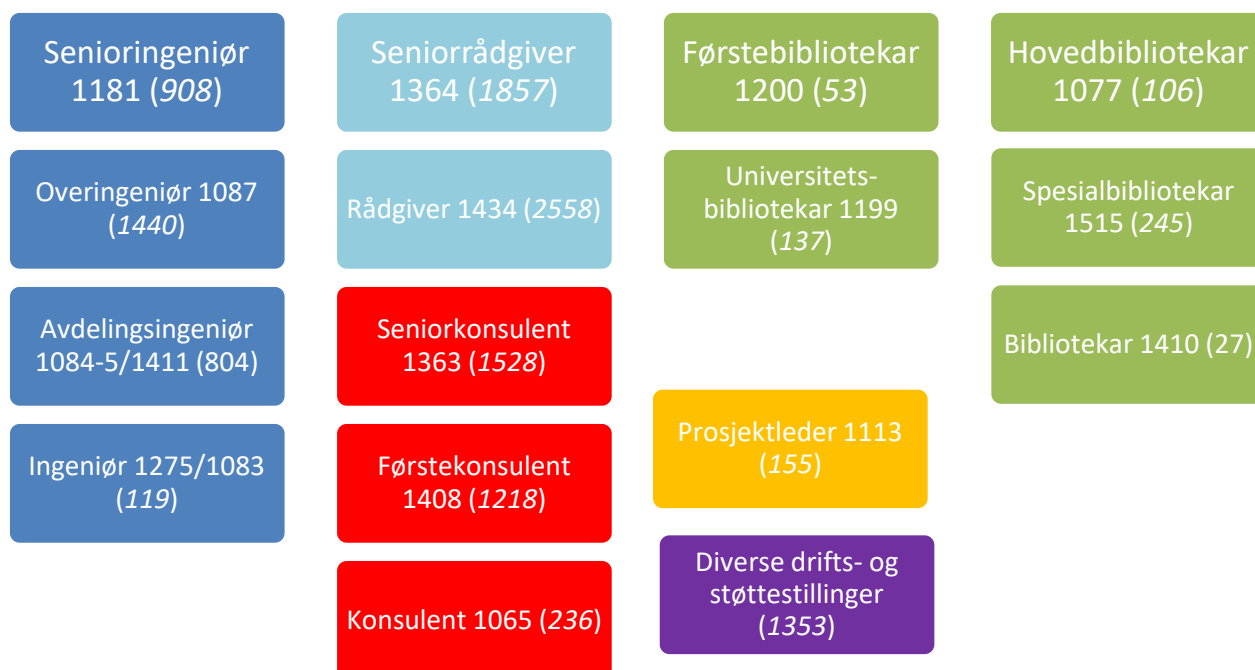 Senioringeniør
1181 (908)
Overingeniør 1087
(1440)
Avdelingsingeniør
1084-5/1411 (804)
Ingeniør 1275/1083
(119)
Seniorrådgiver
1364 (1857)
Rådgiver 1434 (2558)
Seniorkonsulent
1363 (1528)
Førstekonsulent
1408 (1218)
Konsulent 1065 (236)
Førstebibliotekar
1200 (53)
Universitets-
bibliotekar 1199
(137)
Prosjektleder 1113
(155)
Diverse drifts- og
støttestillinger
(1353)
Hovedbibliotekar
1077 (106)
Spesialbibliotekar
1515 (245)
Bibliotekar 1410 (27)